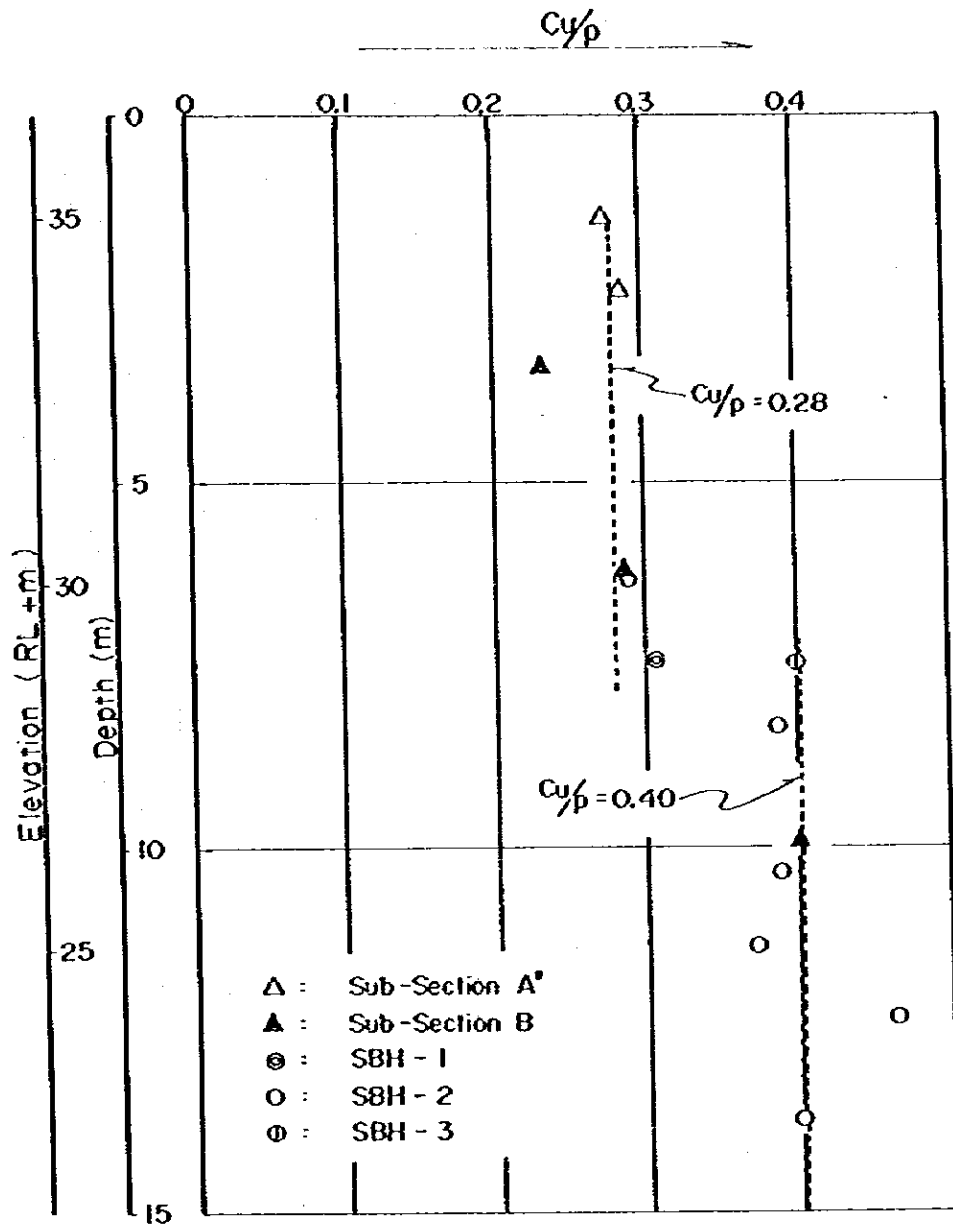 Cu/p
0 0.1 0.2 0.3 0.4
0
35
Cu/p = 0.28
5
30
Elevation (RL +m)
Depth (m)
Cu/p = 0.40
10
25
△ : Sub-Section A'
▲ : Sub-Section B
◎ : SBH - 1
○ : SBH - 2
⦶ : SBH - 3
15